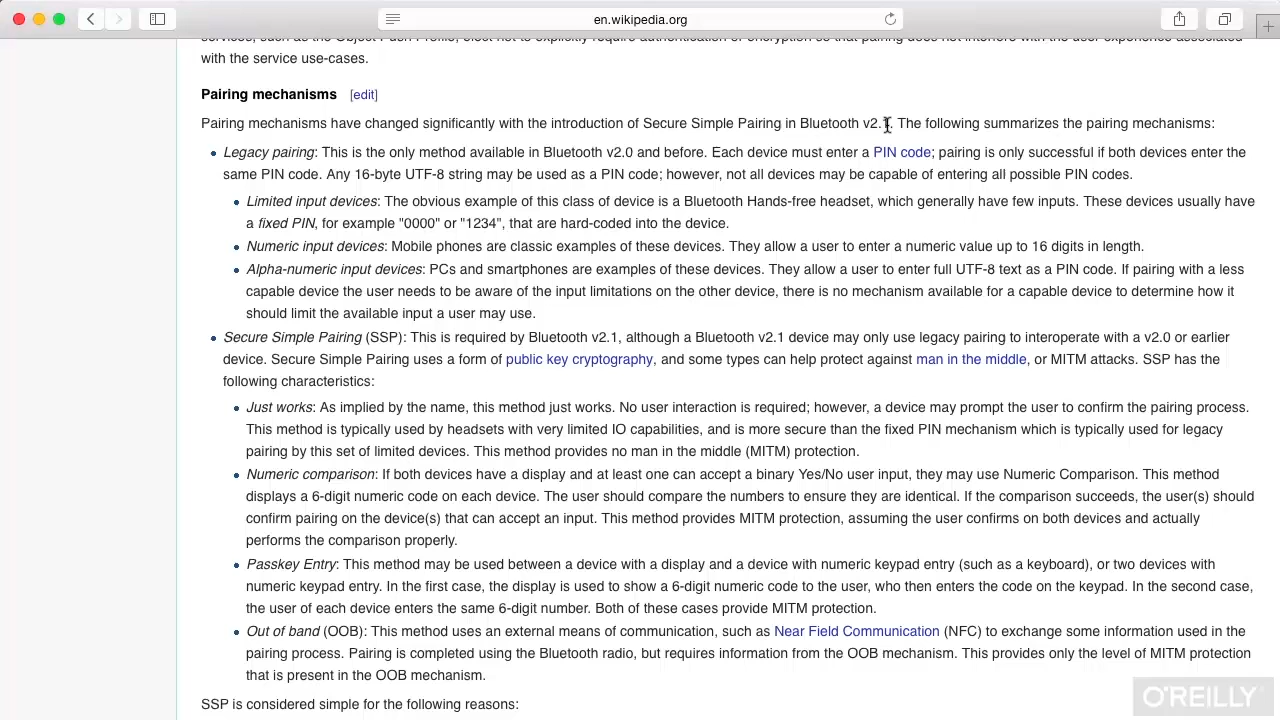 en.wikipedia.org
services, such as the Object Push Profile, elect not to explicitly require authentication or encryption so that pairing does not interfere with the user experience associated
with the service use-cases.
Pairing mechanisms [edit]
Pairing mechanisms have changed significantly with the introduction of Secure Simple Pairing in Bluetooth v2.1. The following summarizes the pairing mechanisms:
Legacy pairing: This is the only method available in Bluetooth v2.0 and before. Each device must enter a PIN code; pairing is only successful if both devices enter the
same PIN code. Any 16-byte UTF-8 string may be used as a PIN code; however, not all devices may be capable of entering all possible PIN codes.
Limited input devices: The obvious example of this class of device is a Bluetooth Hands-free headset, which generally have few inputs. These devices usually have
a fixed PIN, for example "0000" or "1234", that are hard-coded into the device.
Numeric input devices: Mobile phones are classic examples of these devices. They allow a user to enter a numeric value up to 16 digits in length.
Alpha-numeric input devices: PCs and smartphones are examples of these devices. They allow a user to enter full UTF-8 text as a PIN code. If pairing with a less
capable device the user needs to be aware of the input limitations on the other device, there is no mechanism available for a capable device to determine how it
should limit the available input a user may use.
Secure Simple Pairing (SSP): This is required by Bluetooth v2.1, although a Bluetooth v2.1 device may only use legacy pairing to interoperate with a v2.0 or earlier
device. Secure Simple Pairing uses a form of public key cryptography, and some types can help protect against man in the middle, or MITM attacks. SSP has the
following characteristics:
Just works: As implied by the name, this method just works. No user interaction is required; however, a device may prompt the user to confirm the pairing process.
This method is typically used by headsets with very limited IO capabilities, and is more secure than the fixed PIN mechanism which is typically used for legacy
pairing by this set of limited devices. This method provides no man in the middle (MITM) protection.
Numeric comparison: If both devices have a display and at least one can accept a binary Yes/No user input, they may use Numeric Comparison. This method
displays a 6-digit numeric code on each device. The user should compare the numbers to ensure they are identical. If the comparison succeeds, the user(s) should
confirm pairing on the device(s) that can accept an input. This method provides MITM protection, assuming the user confirms on both devices and actually
performs the comparison properly.
Passkey Entry: This method may be used between a device with a display and a device with numeric keypad entry (such as a keyboard), or two devices with
numeric keypad entry. In the first case, the display is used to show a 6-digit numeric code to the user, who then enters the code on the keypad. In the second case,
the user of each device enters the same 6-digit number. Both of these cases provide MITM protection.
Out of band (OOB): This method uses an external means of communication, such as Near Field Communication (NFC) to exchange some information used in the
pairing process. Pairing is completed using the Bluetooth radio, but requires information from the OOB mechanism. This provides only the level of MITM protection
that is present in the OOB mechanism.
SSP is considered simple for the following reasons:
O'REILLY